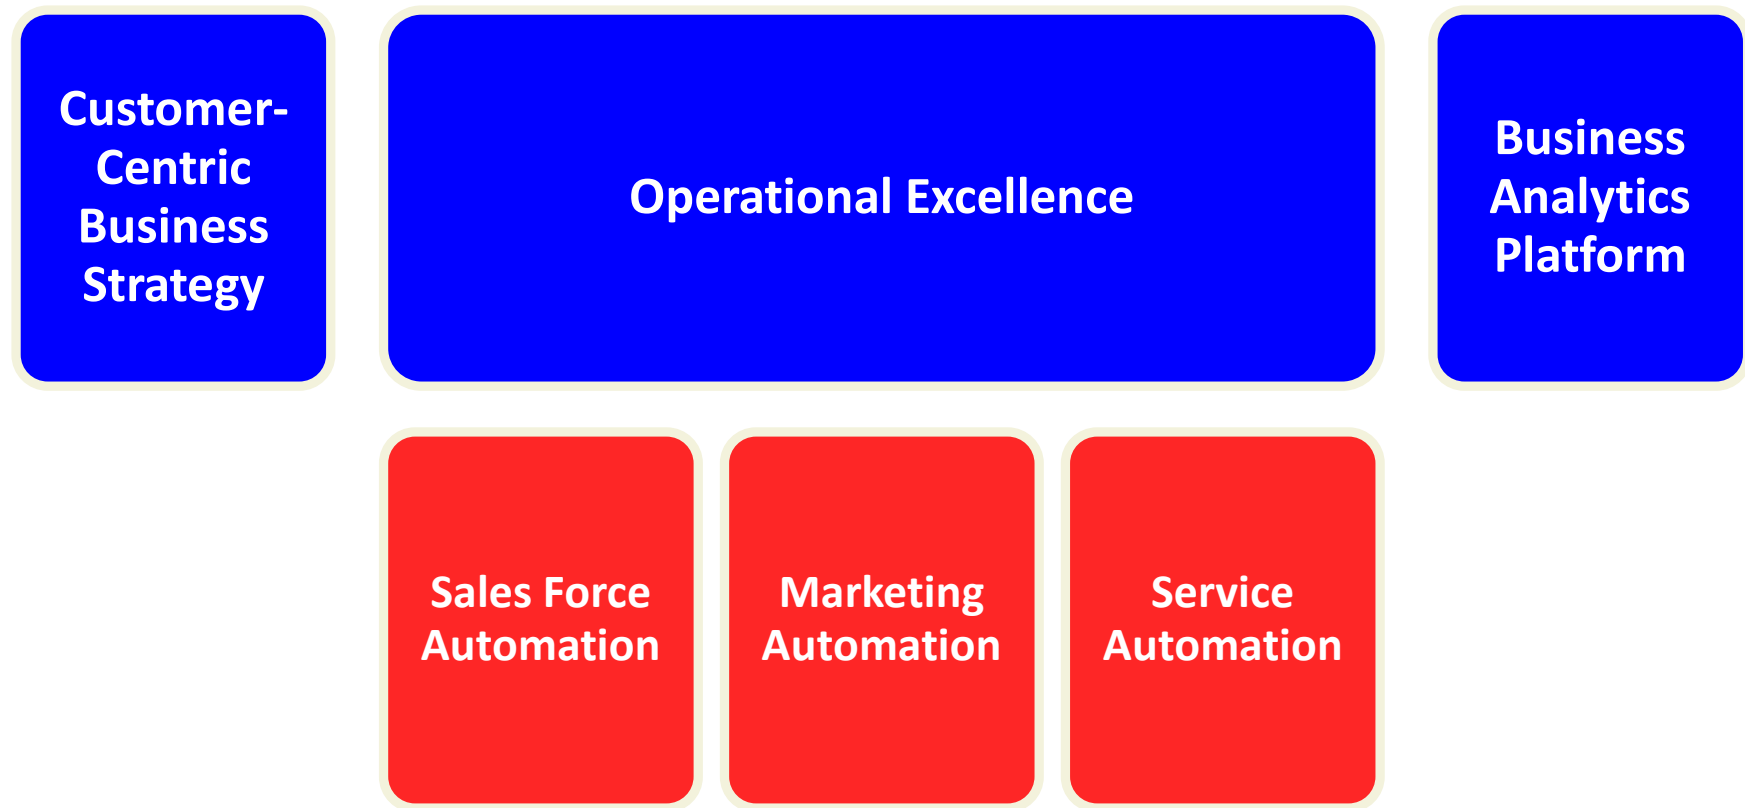 Customer-
Centric
Business
Strategy
Operational Excellence
Business
Analytics
Platform
Sales Force
Automation
Marketing
Automation
Service
Automation